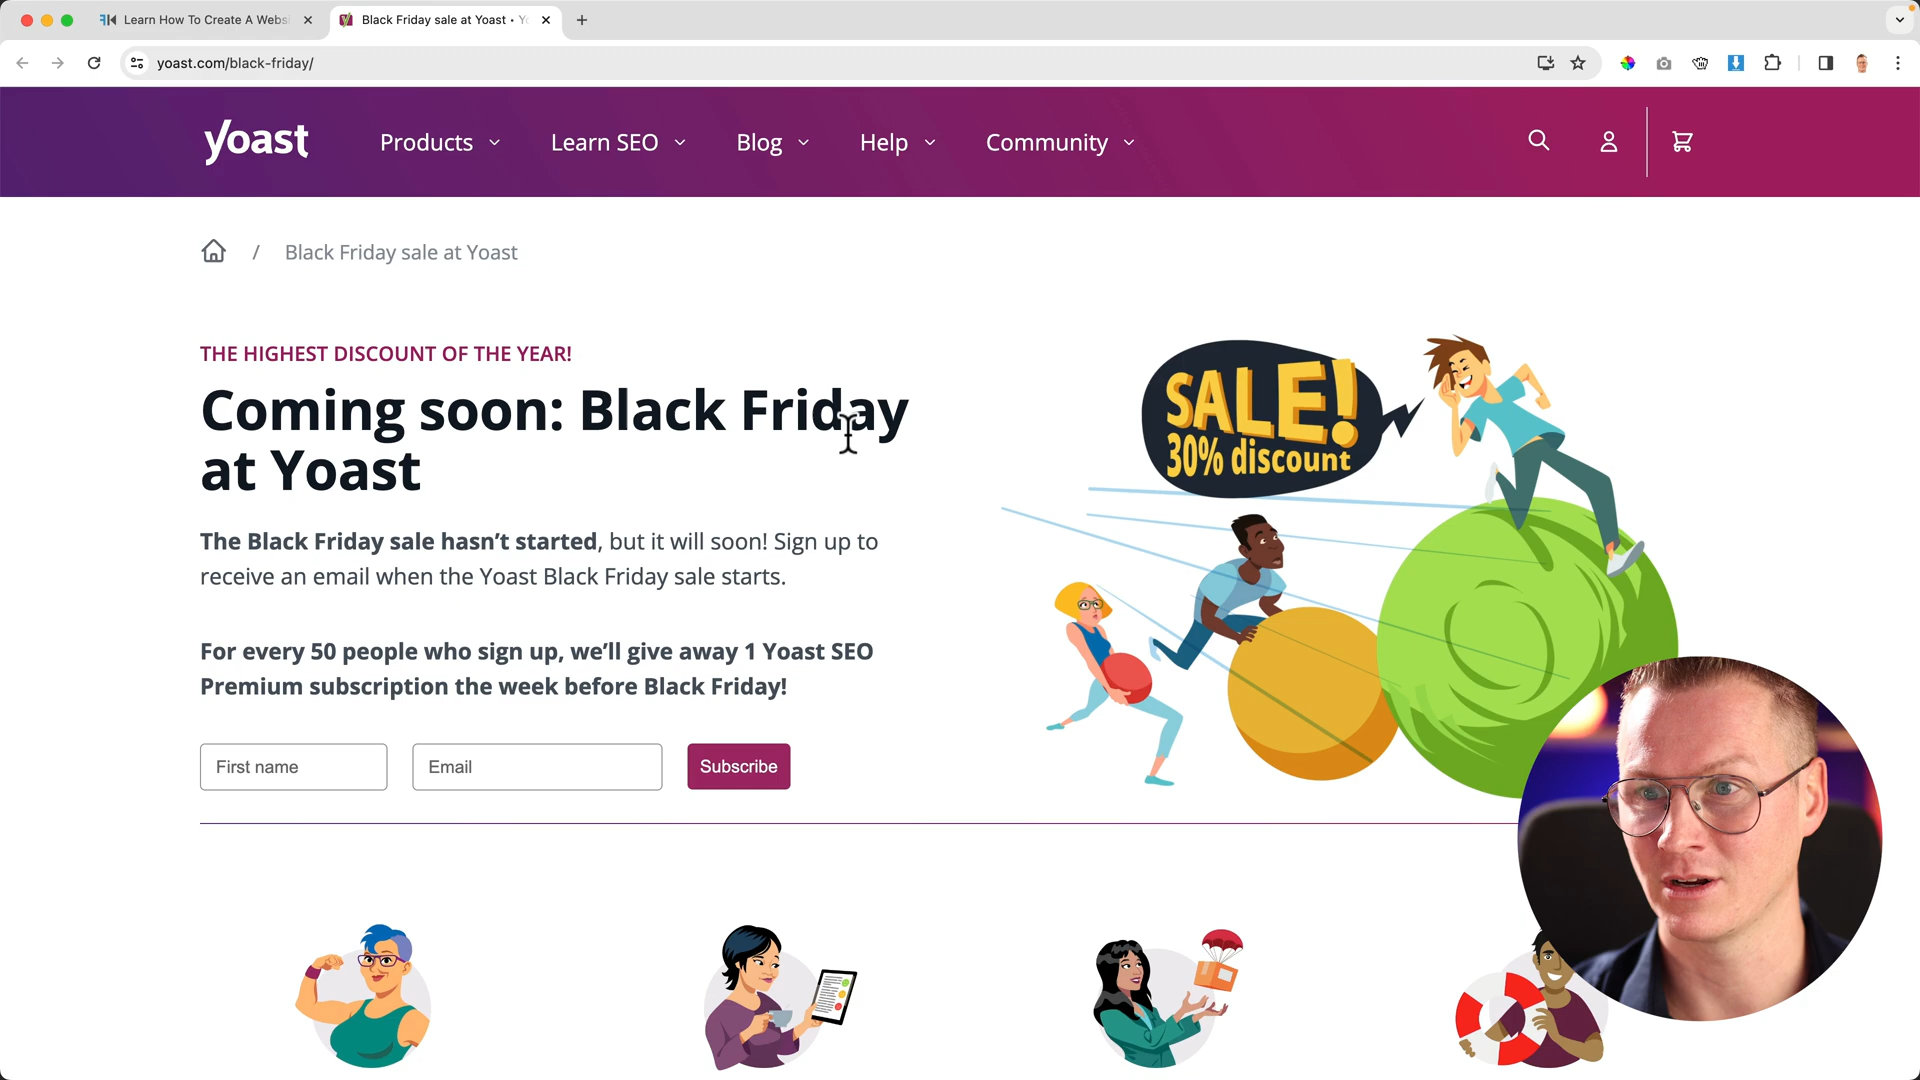 Learn How To Create A Websi
Black Friday sale at Yoast • Yo
yoast.com/black-friday/
yoast
Products
Learn SEO
Blog
Help
Community
/ Black Friday sale at Yoast
THE HIGHEST DISCOUNT OF THE YEAR!
Coming soon: Black Friday
at Yoast
The Black Friday sale hasn’t started, but it will soon! Sign up to
receive an email when the Yoast Black Friday sale starts.
For every 50 people who sign up, we’ll give away 1 Yoast SEO
Premium subscription the week before Black Friday!
First name
Email
Subscribe
SALE!
30% discount